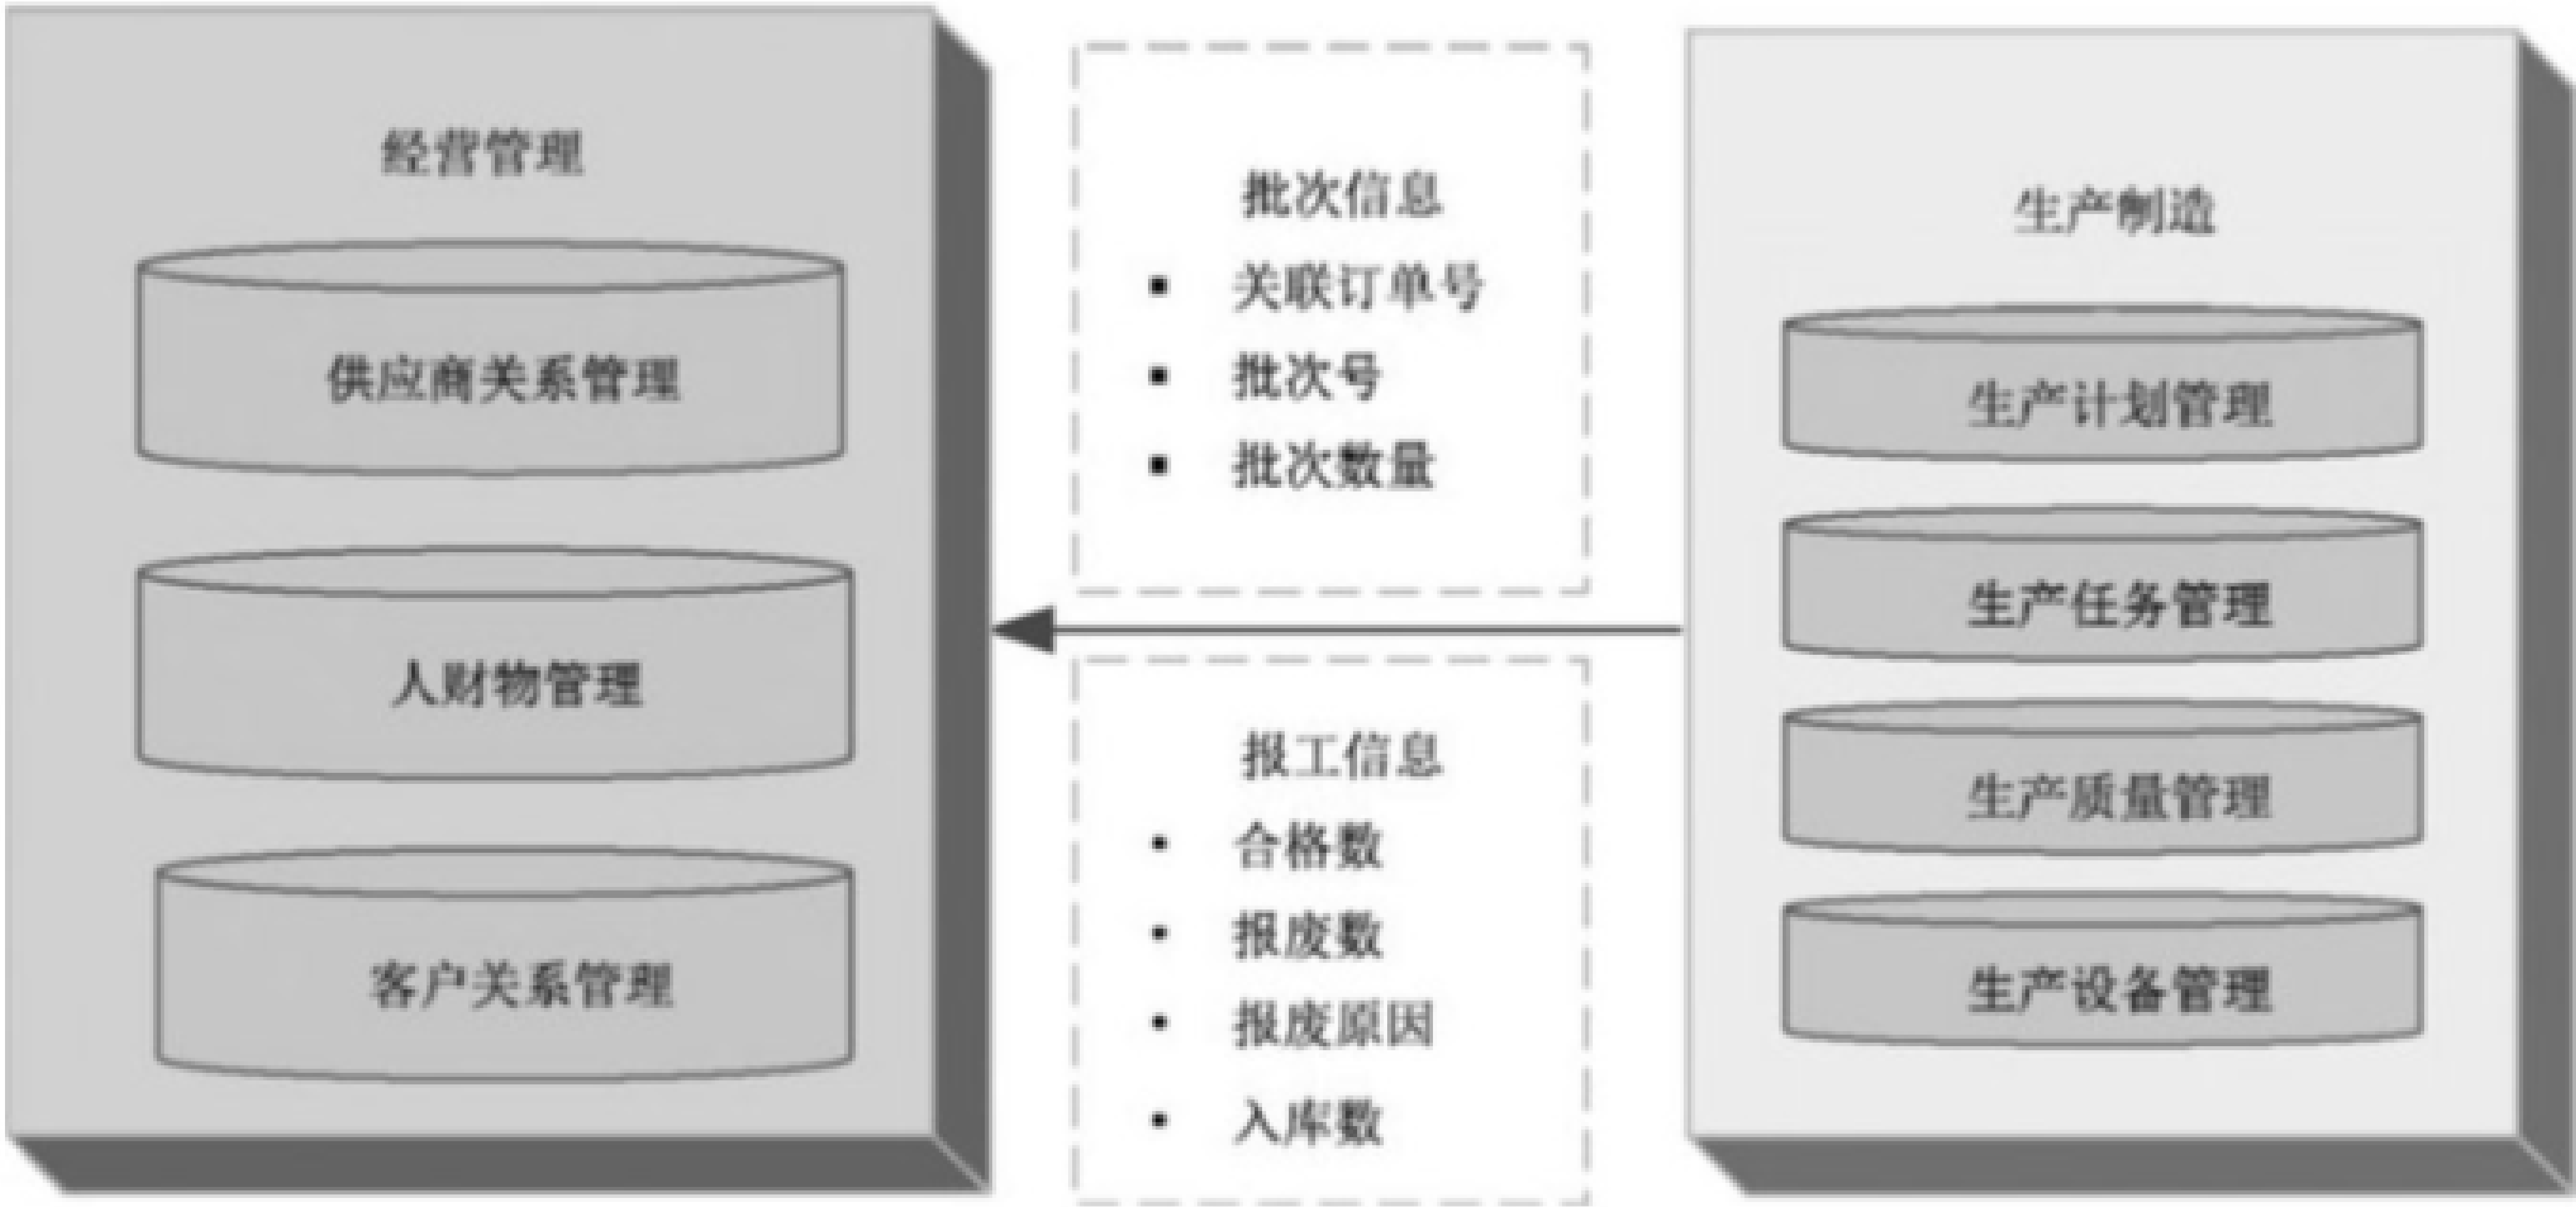 经营管理
供应商关系管理
人财物管理
客户关系管理
批次信息
▪ 关联订单号
▪ 批次号
▪ 批次数量
报工信息
• 合格数
• 报废数
• 报废原因
• 入库数
生产制造
生产计划管理
生产任务管理
生产质量管理
生产设备管理